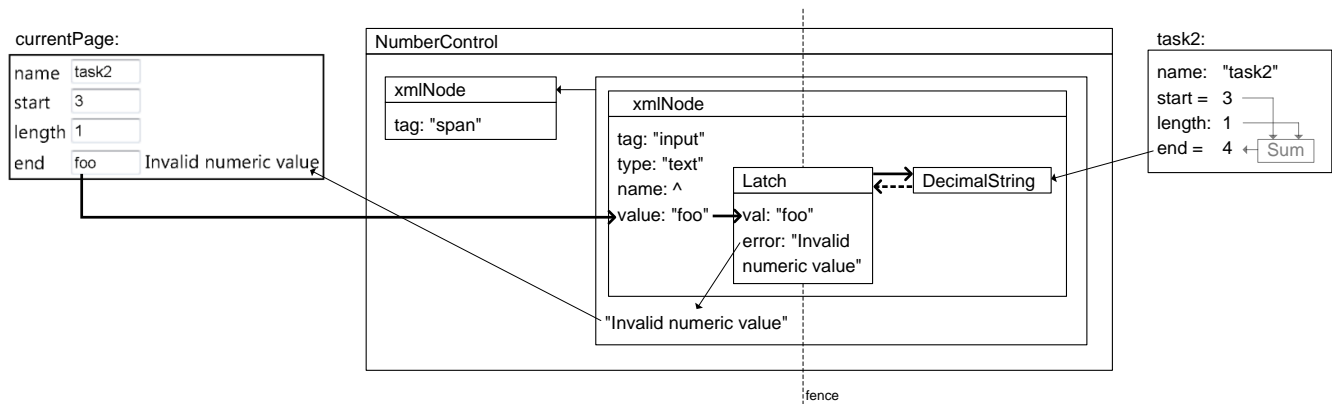 currentPage:
name task2
start 3
length 1
end foo Invalid numeric value
NumberControl
xmlNode
tag: "span"
xmlNode
tag: "input"
type: "text"
name: ^
value: "foo"
Latch
val: "foo"
error: "Invalid
numeric value"
DecimalString
"Invalid numeric value"
fence
task2:
name: "task2"
start = 3
length: 1
end = 4 Sum